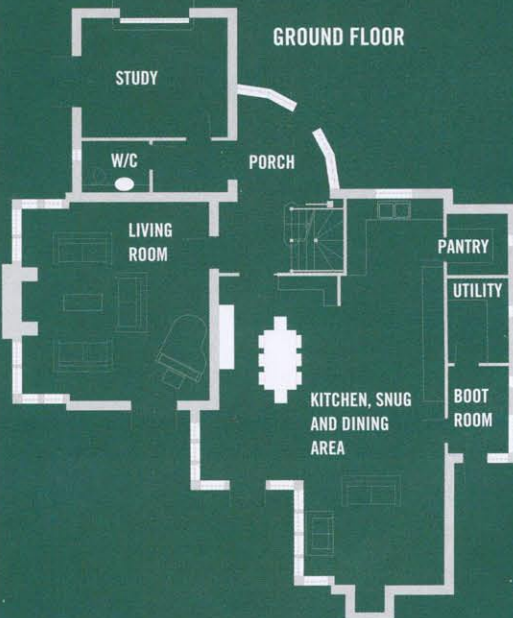 GROUND FLOOR
STUDY
W/C
PORCH
LIVING
ROOM
PANTRY
UTILITY
KITCHEN, SNUG
AND DINING
AREA
BOOT
ROOM